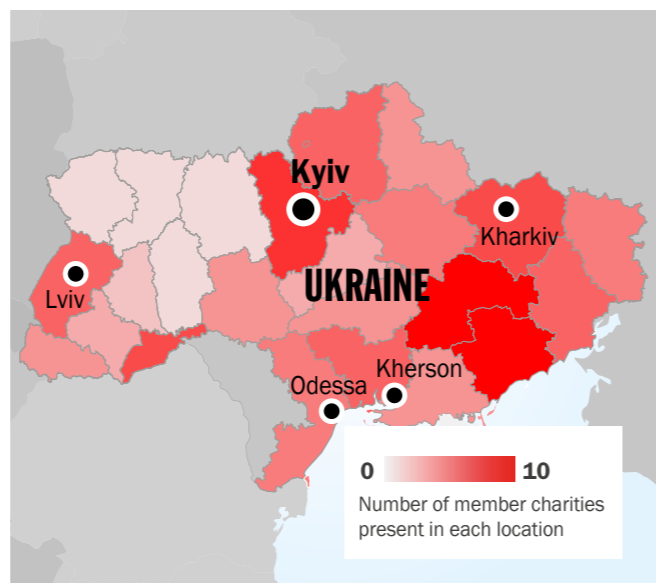 Kyiv
Kharkiv
Lviv
UKRAINE
Kherson
Odessa
0 10
Number of member charities
present in each location